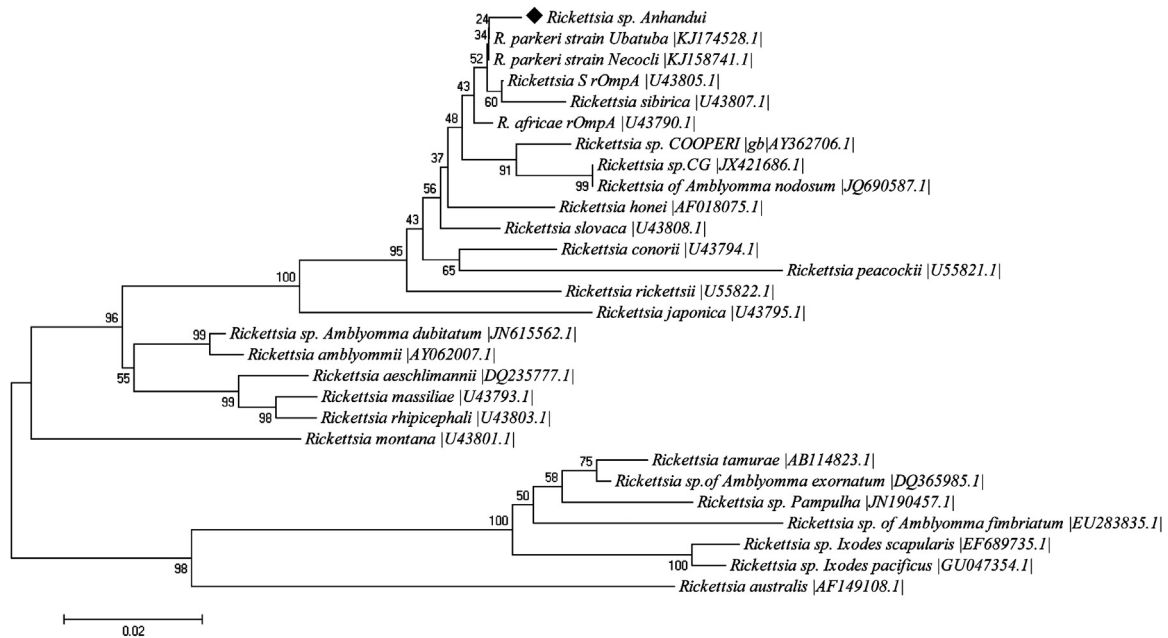 24
Rickettsia sp. Anhandui
34
R. parkeri strain Ubatuba |KJ174528.1|
52
R. parkeri strain Necocli |KJ158741.1|
Rickettsia S rOmpA |U43805.1|
43
60
Rickettsia sibirica |U43807.1|
48
R. africae rOmpA |U43790.1|
Rickettsia sp. COOPERI |gb|AY362706.1|
37
91
Rickettsia sp.CG |JX421686.1|
56
99
Rickettsia of Amblyomma nodosum |JQ690587.1|
Rickettsia honei |AF018075.1|
43
Rickettsia slovaca |U43808.1|
95
Rickettsia conorii |U43794.1|
65
Rickettsia peacockii |U55821.1|
100
Rickettsia rickettsii |U55822.1|
Rickettsia japonica |U43795.1|
96
99
Rickettsia sp. Amblyomma dubitatum |JN615562.1|
Rickettsia amblyommii |AY062007.1|
55
Rickettsia aeschlimannii |DQ235777.1|
99
Rickettsia massiliae |U43793.1|
98
Rickettsia rhipicephali |U43803.1|
Rickettsia montana |U43801.1|
75
Rickettsia tamurae |AB114823.1|
58
Rickettsia sp.of Amblyomma exornatum |DQ365985.1|
50
Rickettsia sp. Pampulha |JN190457.1|
100
Rickettsia sp. of Amblyomma fimbriatum |EU283835.1|
Rickettsia sp. Ixodes scapularis |EF689735.1|
98
100
Rickettsia sp. Ixodes pacificus |GU047354.1|
Rickettsia australis |AF149108.1|
0.02